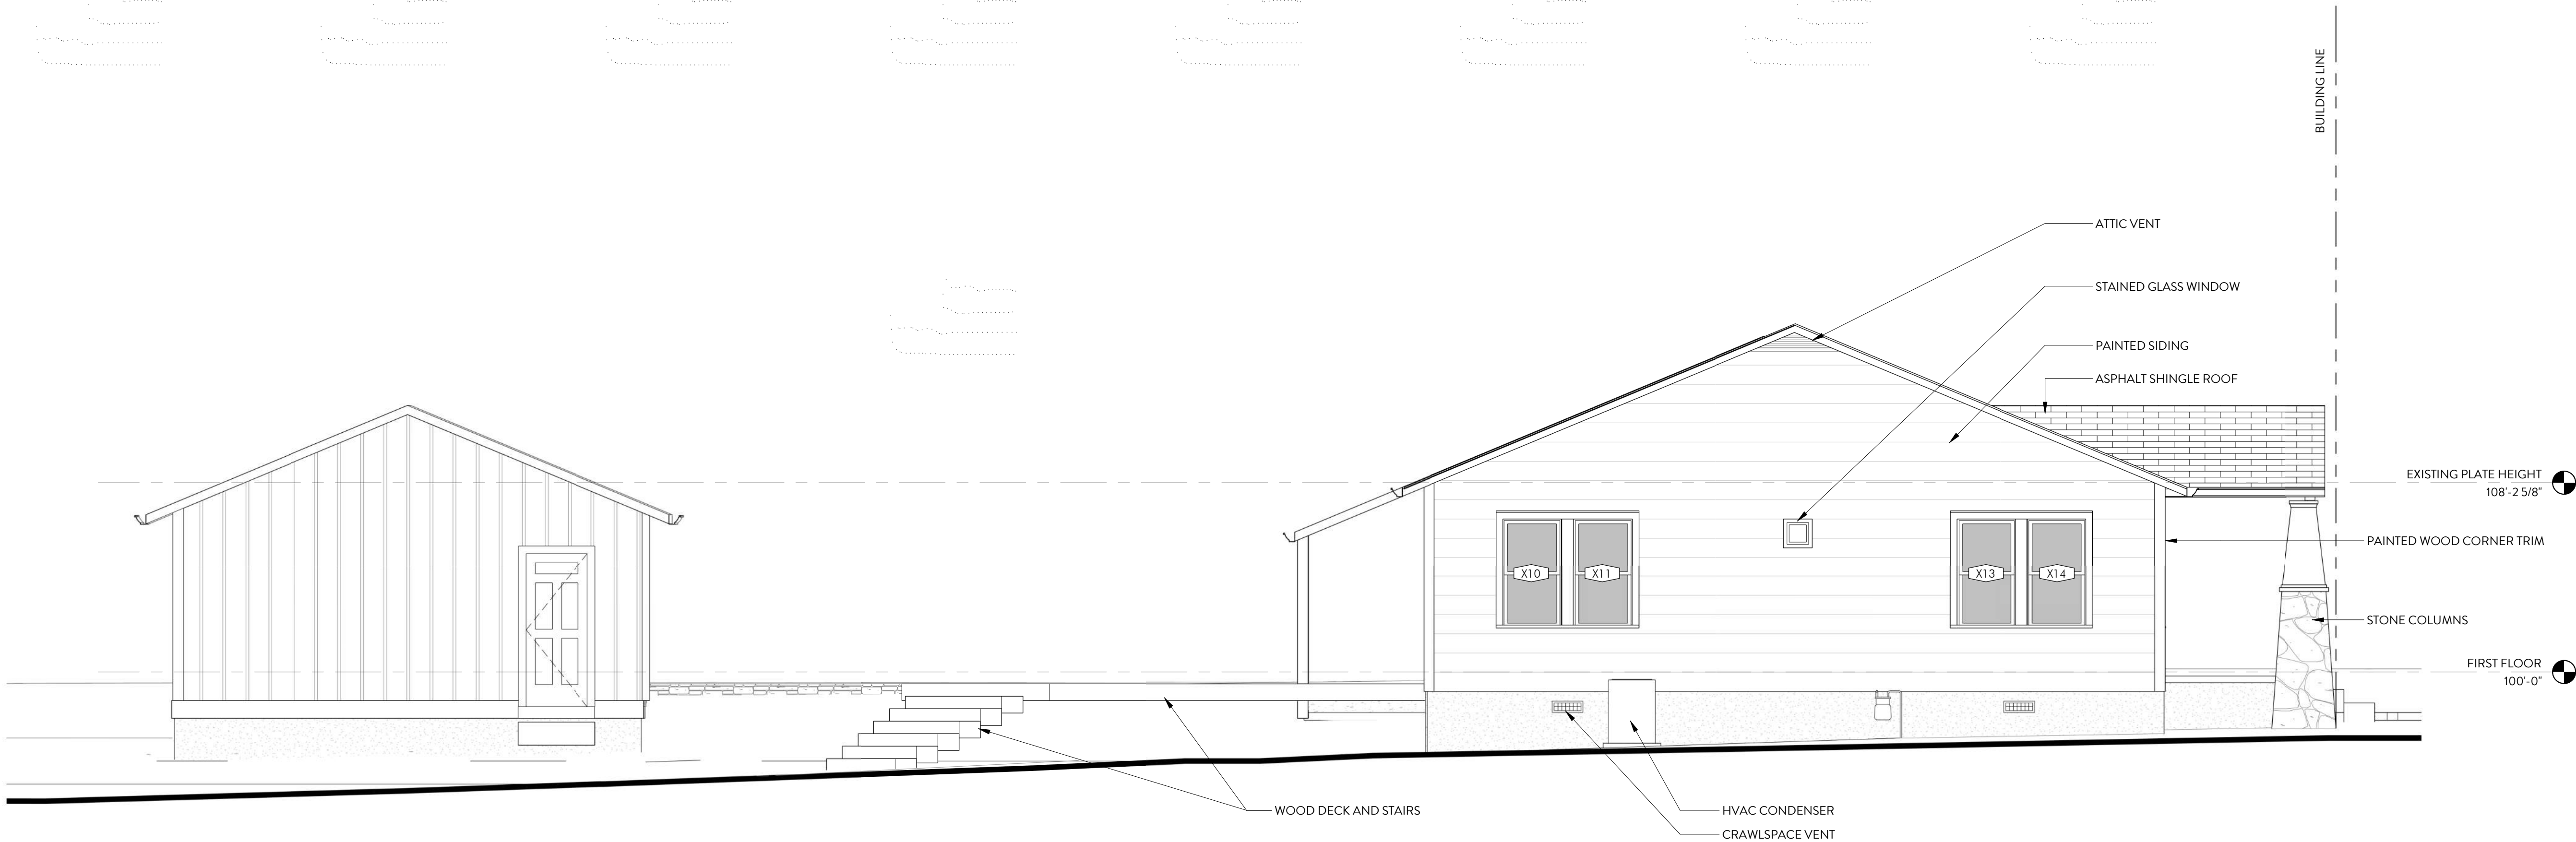 BUILDING LINE
ATTIC VENT
STAINED GLASS WINDOW
PAINTED SIDING
ASPHALT SHINGLE ROOF
EXISTING PLATE HEIGHT
108'-2 5/8"
PAINTED WOOD CORNER TRIM
X10
X11
X13
X14
STONE COLUMNS
FIRST FLOOR
100'-0"
WOOD DECK AND STAIRS
HVAC CONDENSER
CRAWLSPACE VENT